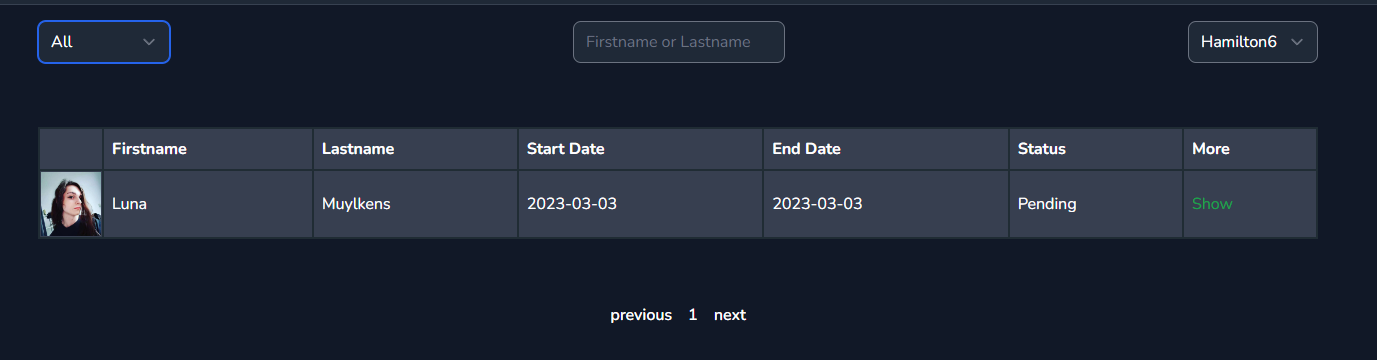 All Firstname or Lastname Hamilton6
Firstname Lastname Start Date End Date Status More
Luna Muylkens 2023-03-03 2023-03-03 Pending Show
previous 1 next